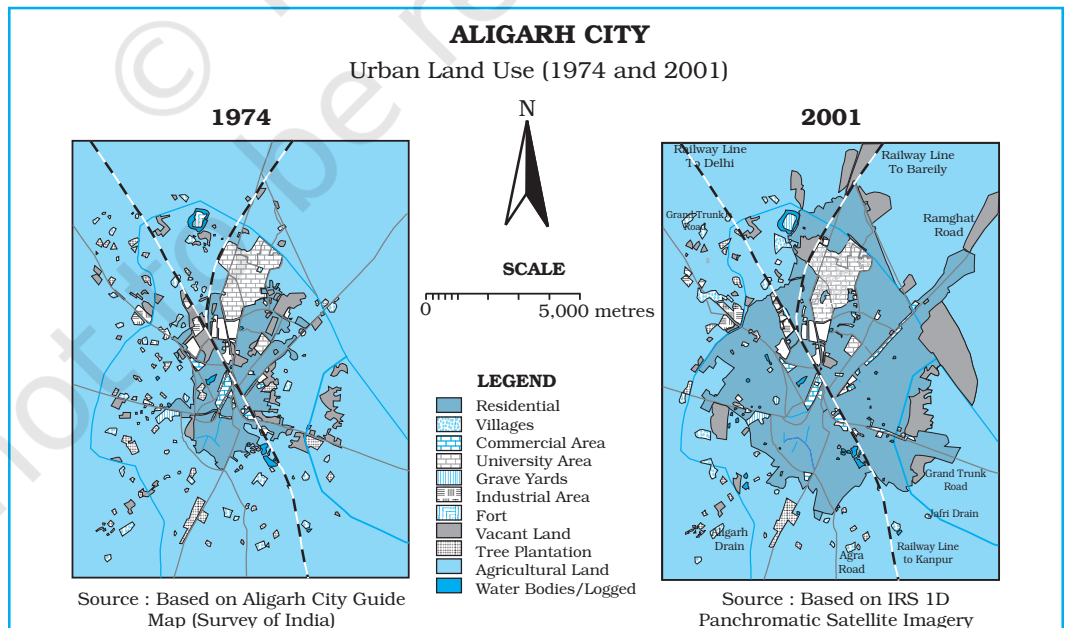 ALIGARH CITY
Urban Land Use (1974 and 2001)
1974
N
2001
SCALE
0
5,000 metres
LEGEND
Residential
Villages
Commercial Area
University Area
Grave Yards
Industrial Area
Fort
Vacant Land
Tree Plantation
Agricultural Land
Water Bodies/Logged
Railway Line
To Delhi
Railway Line
To Bareily
Grand Trunk
Road
Ramghat
Road
Grand Trunk
Road
Jafri Drain
Aligarh
Drain
Agra
Road
Railway Line
to Kanpur
Source : Based on Aligarh City Guide
Map (Survey of India)
Source : Based on IRS 1D
Panchromatic Satellite Imagery
© 
not to be re